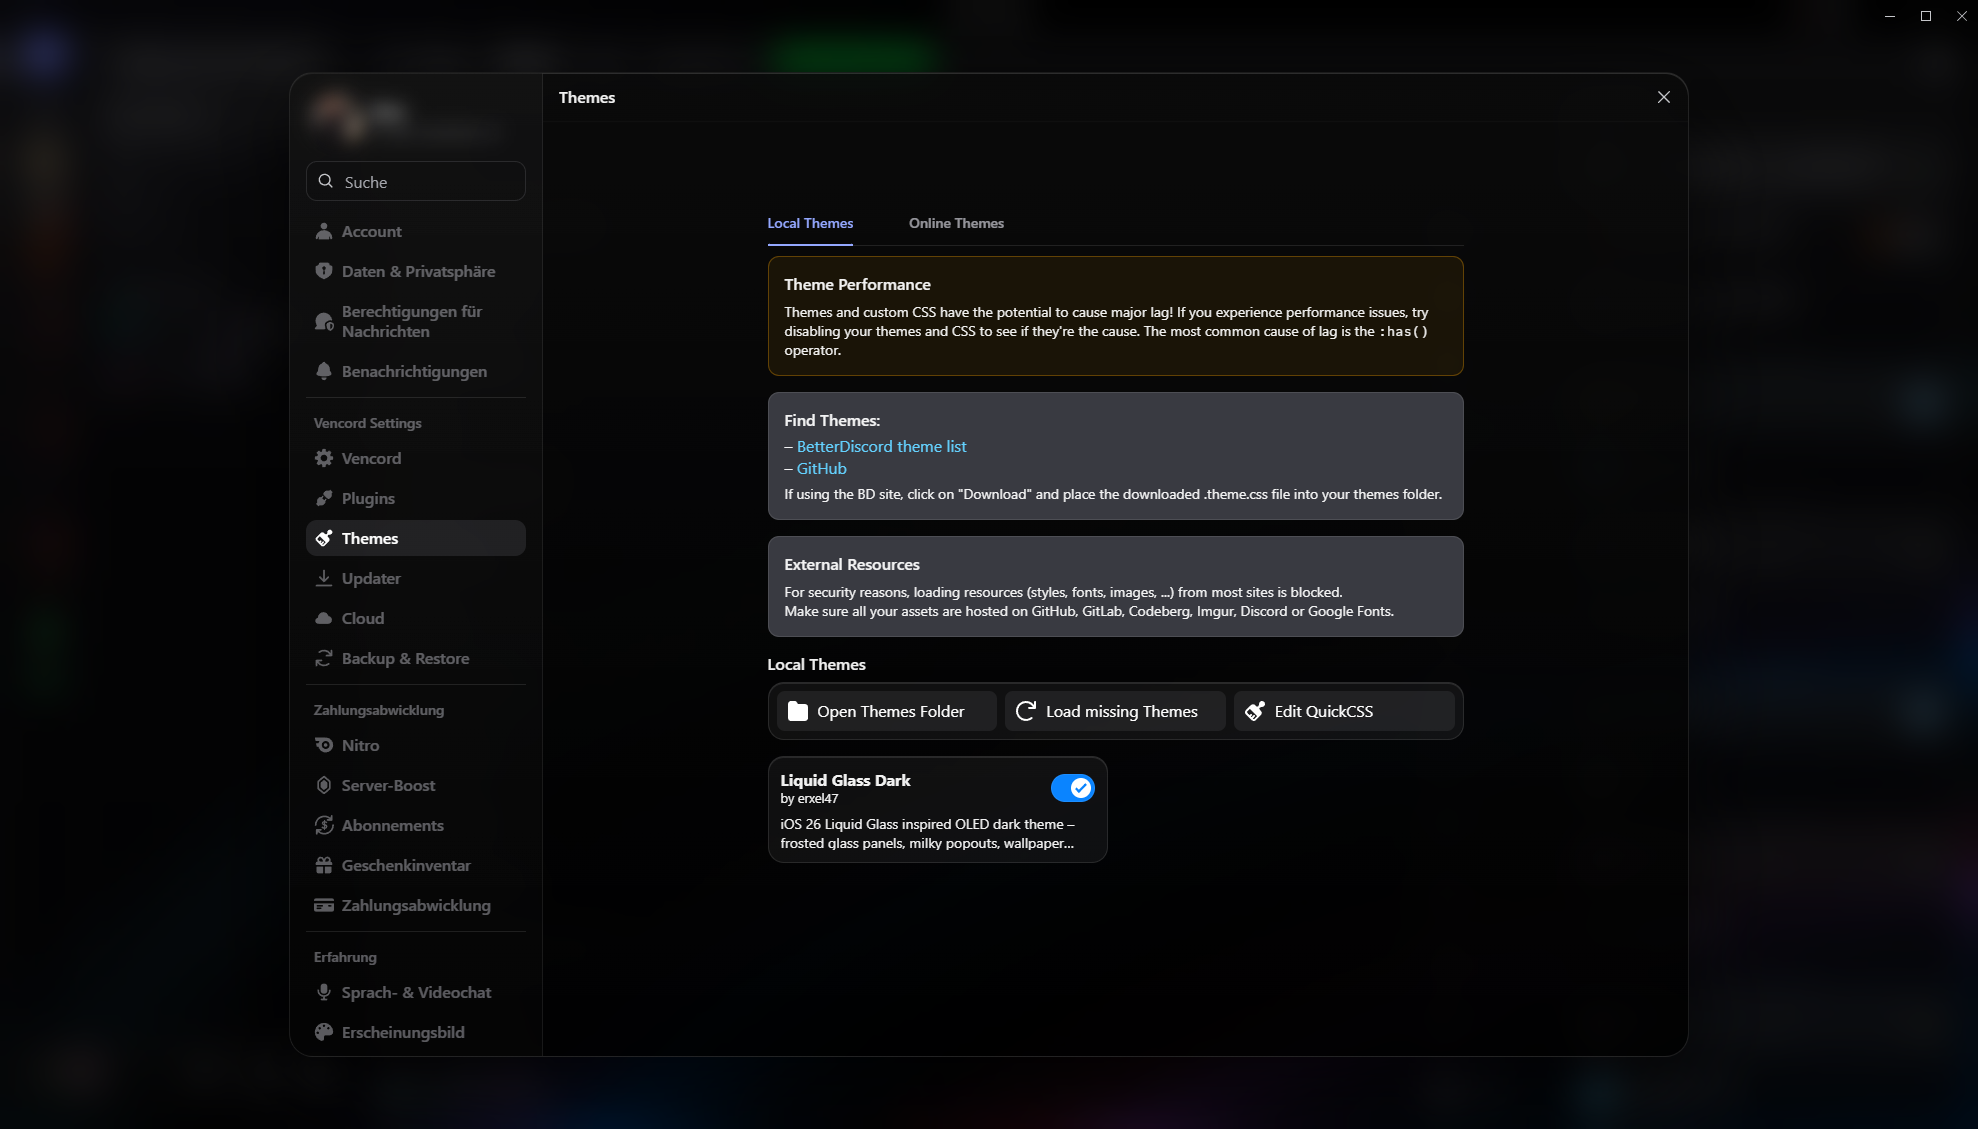 Themes
Suche
Account
Daten & Privatsphäre
Berechtigungen für
Nachrichten
Benachrichtigungen
Vencord Settings
Vencord
Plugins
Themes
Updater
Cloud
Backup & Restore
Zahlungsabwicklung
Nitro
Server-Boost
Abonnements
Geschenkinventar
Zahlungsabwicklung
Erfahrung
Sprach- & Videochat
Erscheinungsbild
Local Themes
Online Themes
Theme Performance
Themes and custom CSS have the potential to cause major lag! If you experience performance issues, try
disabling your themes and CSS to see if they're the cause. The most common cause of lag is the :has()
operator.
Find Themes:
– BetterDiscord theme list
– GitHub
If using the BD site, click on "Download" and place the downloaded .theme.css file into your themes folder.
External Resources
For security reasons, loading resources (styles, fonts, images, ...) from most sites is blocked.
Make sure all your assets are hosted on GitHub, GitLab, Codeberg, Imgur, Discord or Google Fonts.
Local Themes
Open Themes Folder
Load missing Themes
Edit QuickCSS
Liquid Glass Dark
by erxel47
iOS 26 Liquid Glass inspired OLED dark theme –
frosted glass panels, milky popouts, wallpaper...